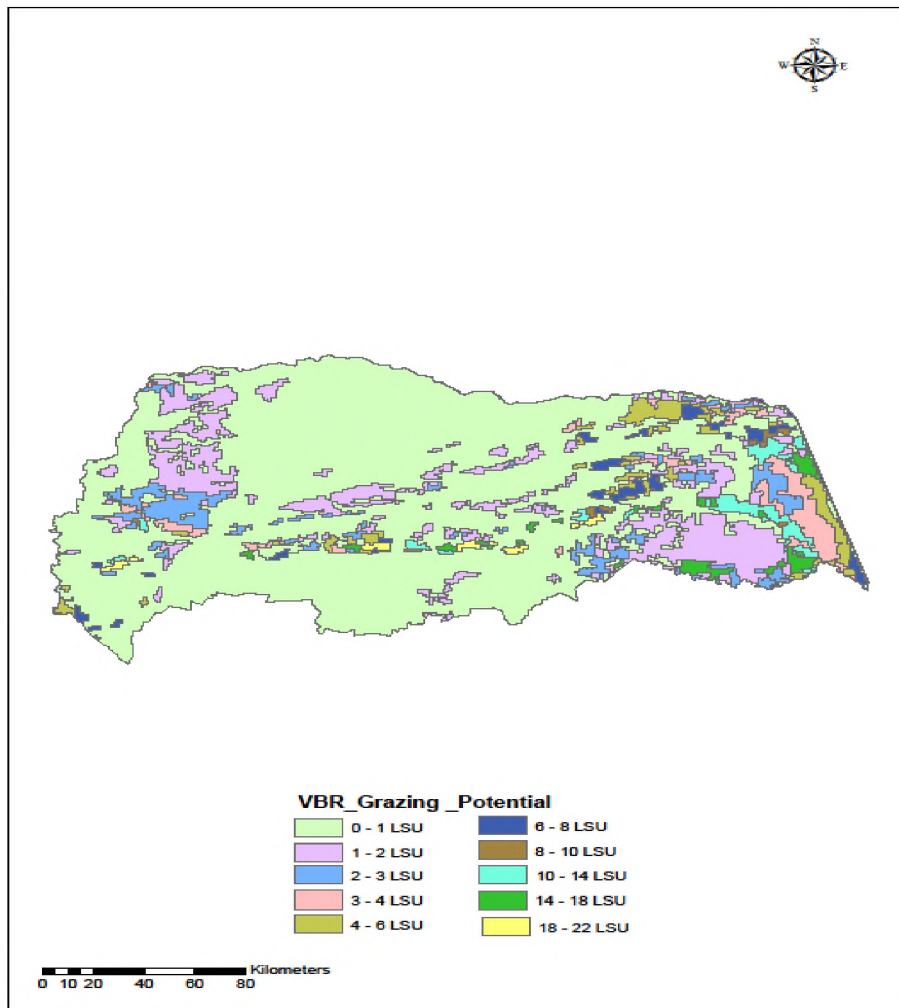 N
W E
S
VBR_Grazing _Potential
0 - 1 LSU
1 - 2 LSU
2 - 3 LSU
3 - 4 LSU
4 - 6 LSU
6 - 8 LSU
8 - 10 LSU
10 - 14 LSU
14 - 18 LSU
18 - 22 LSU
Kilometers
0 10 20 40 60 80